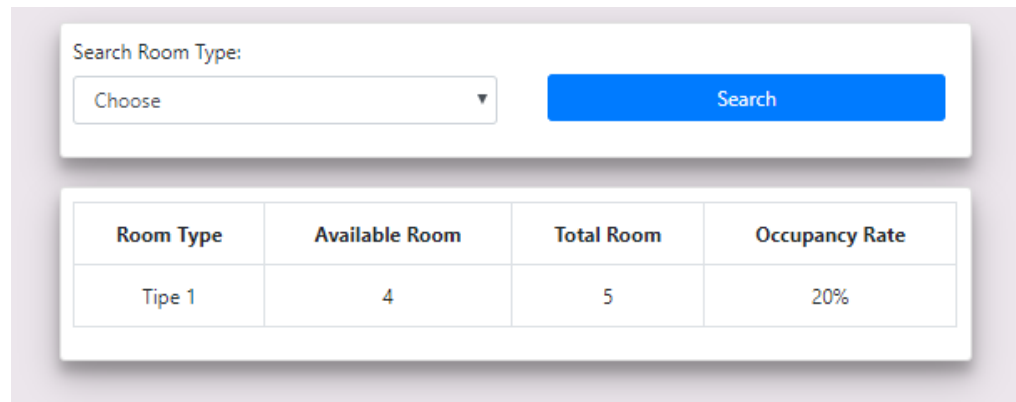 Search Room Type:
Choose
Search
Room Type Available Room Total Room Occupancy Rate
Tipe 1 4 5 20%